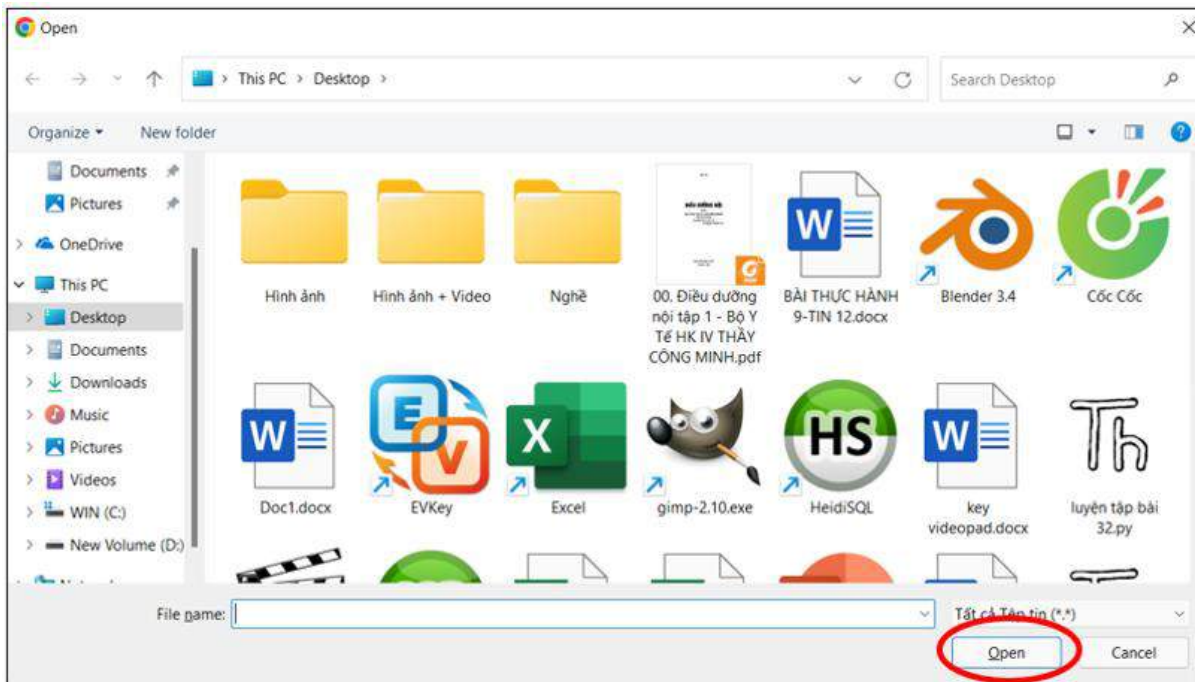 Open
This PC > Desktop >
Search Desktop
Organize
New folder
Documents
Pictures
OneDrive
This PC
Desktop
Documents
Downloads
Music
Pictures
Videos
WIN (C:)
New Volume (D:)
Hình ảnh
Hình ảnh + Video
Nghề
00. Điều dưỡng
nội tập 1 - Bộ Y
Tế HK IV THẦY
CÔNG MINH.pdf
BÀI THỰC HÀNH
9-TIN 12.docx
Blender 3.4
Cốc Cốc
W
Doc1.docx
E
V
EVKey
X
Excel
gimp-2.10.exe
HS
HeidiSQL
W
key
videopad.docx
Th
luyện tập bài
32.py
File name:
Tất cả Tệp tin (*.*)
Open
Cancel